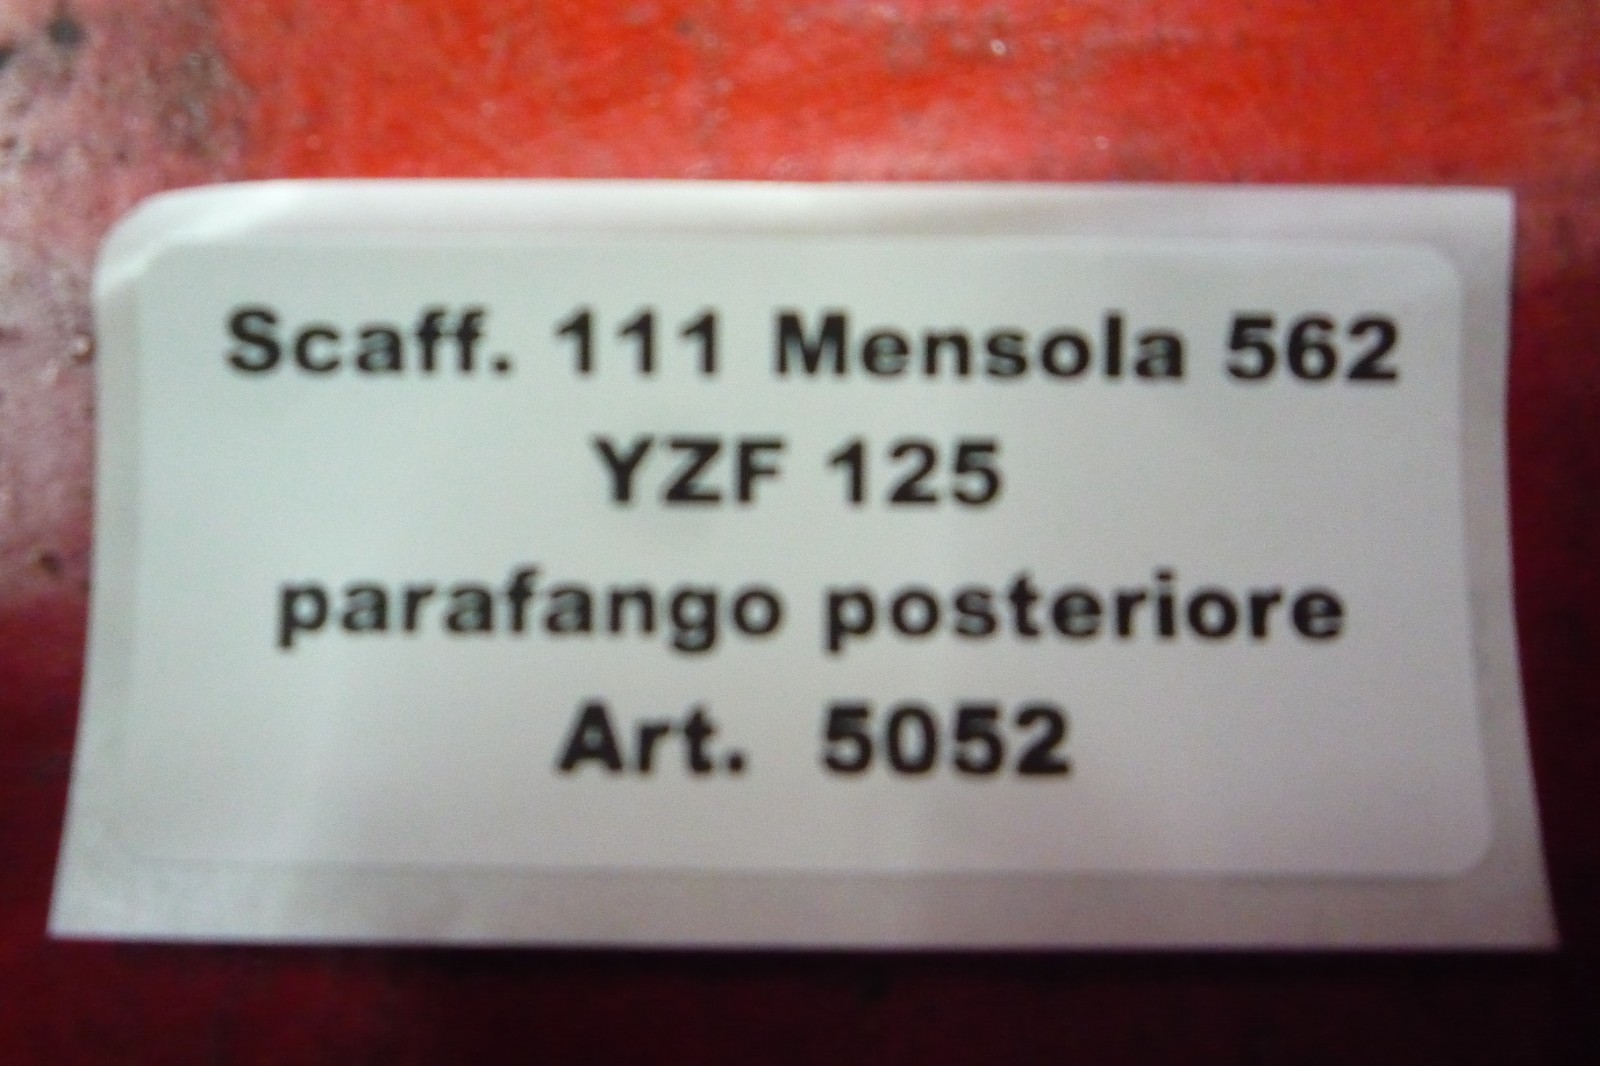 Scaff. 111 Mensola 562
YZF 125
parafango posteriore
Art. 5052